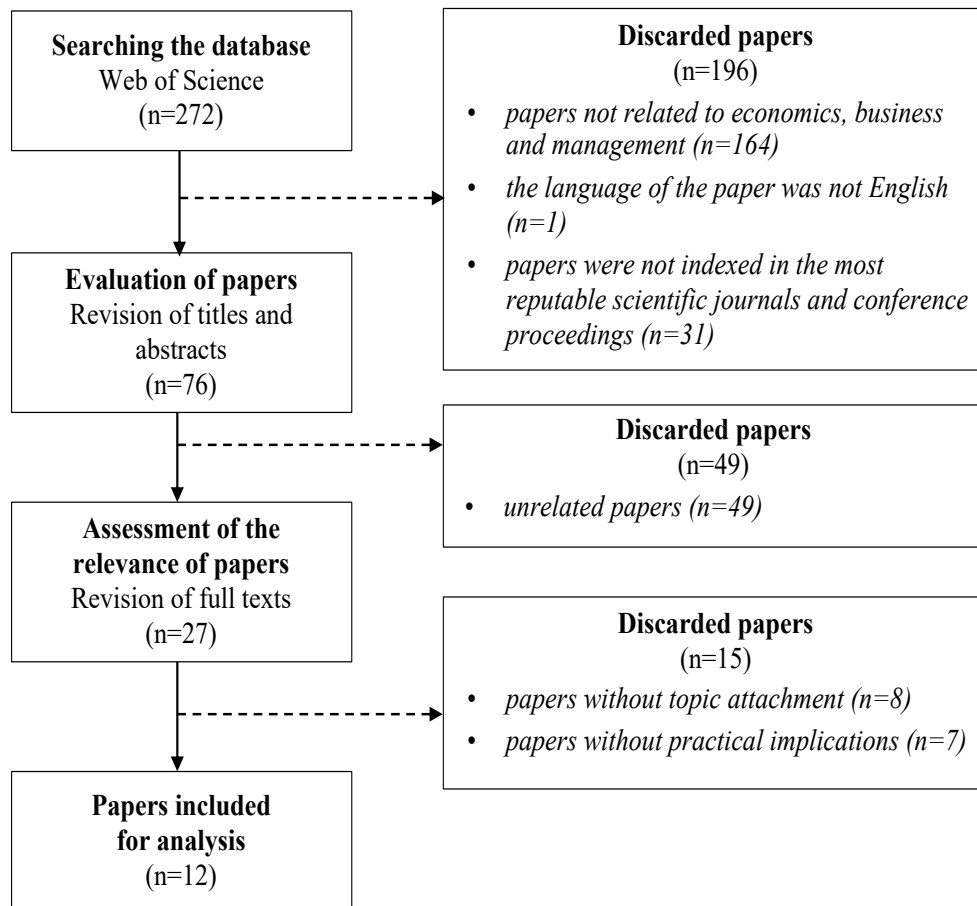 Searching the database
Web of Science
(n=272)
Discarded papers
(n=196)
• papers not related to economics, business
and management (n=164)
• the language of the paper was not English
(n=1)
• papers were not indexed in the most
reputable scientific journals and conference
proceedings (n=31)
Evaluation of papers
Revision of titles and
abstracts
(n=76)
Discarded papers
(n=49)
• unrelated papers (n=49)
Assessment of the
relevance of papers
Revision of full texts
(n=27)
Discarded papers
(n=15)
• papers without topic attachment (n=8)
• papers without practical implications (n=7)
Papers included
for analysis
(n=12)